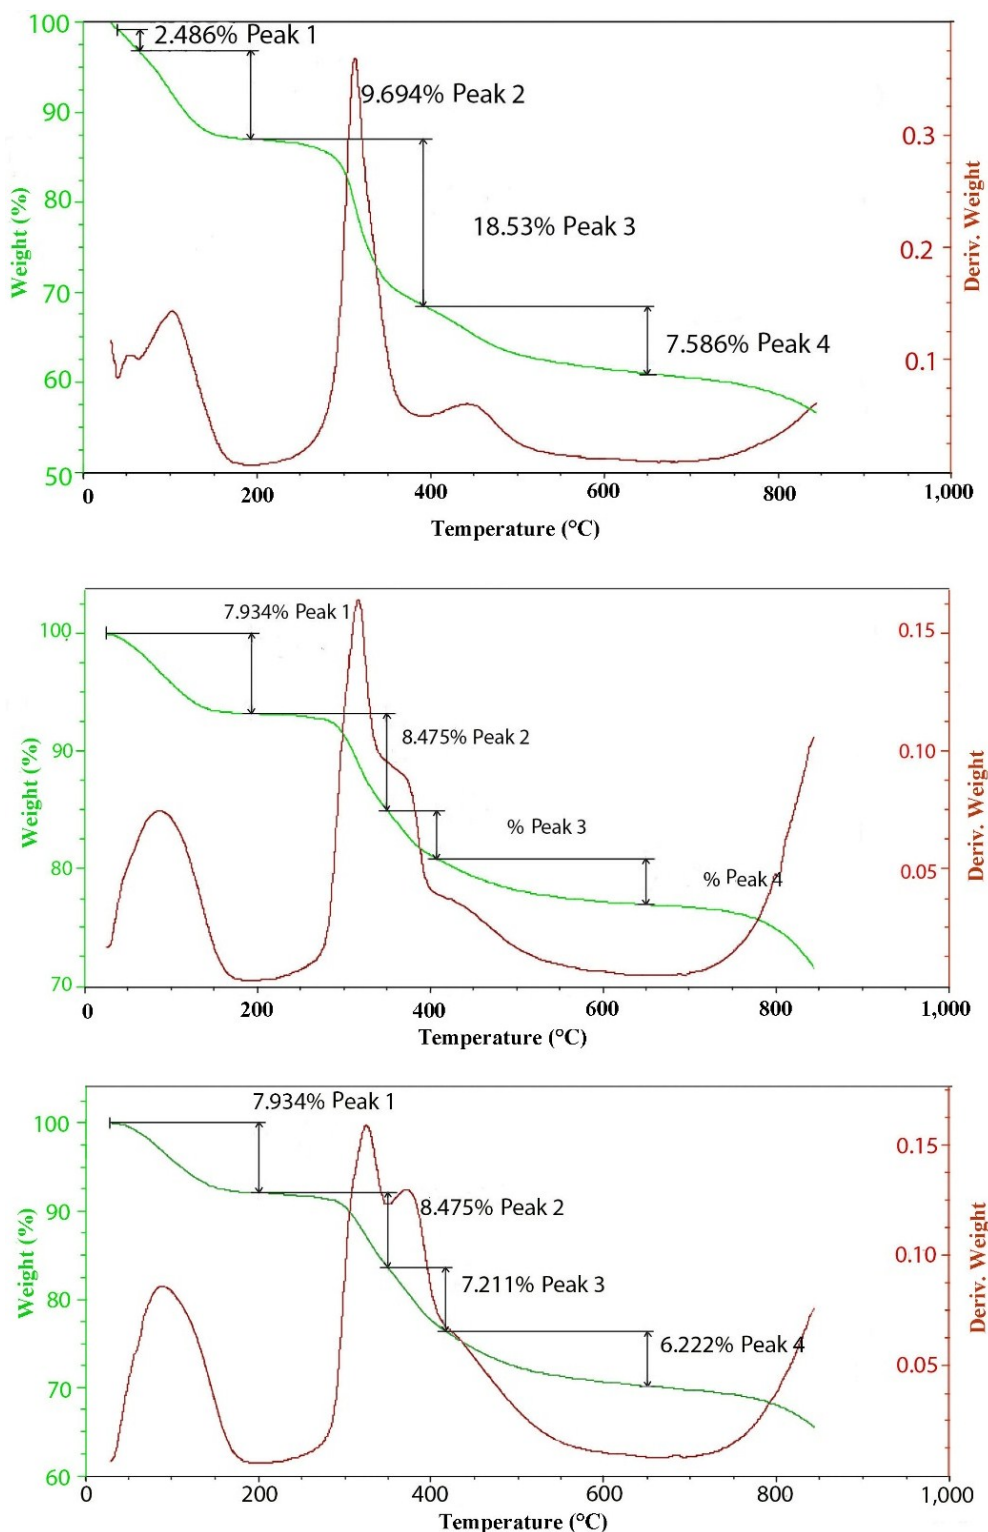 100
2.486% Peak 1
9.694% Peak 2
90
0.3
80
18.53% Peak 3
Weight (%)
Deriv. Weight
0.2
70
7.586% Peak 4
0.1
60
50
0 200 400 600 800 1,000
Temperature (°C)
7.934% Peak 1
100
0.15
8.475% Peak 2
90
0.10
Weight (%)
Deriv. Weight
% Peak 3
80
0.05
% Peak 4
70
0 200 400 600 800 1,000
Temperature (°C)
7.934% Peak 1
100
0.15
90
8.475% Peak 2
0.10
Weight (%)
Deriv. Weight
7.211% Peak 3
80
6.222% Peak 4
0.05
70
60
0 200 400 600 800 1,000
Temperature (°C)